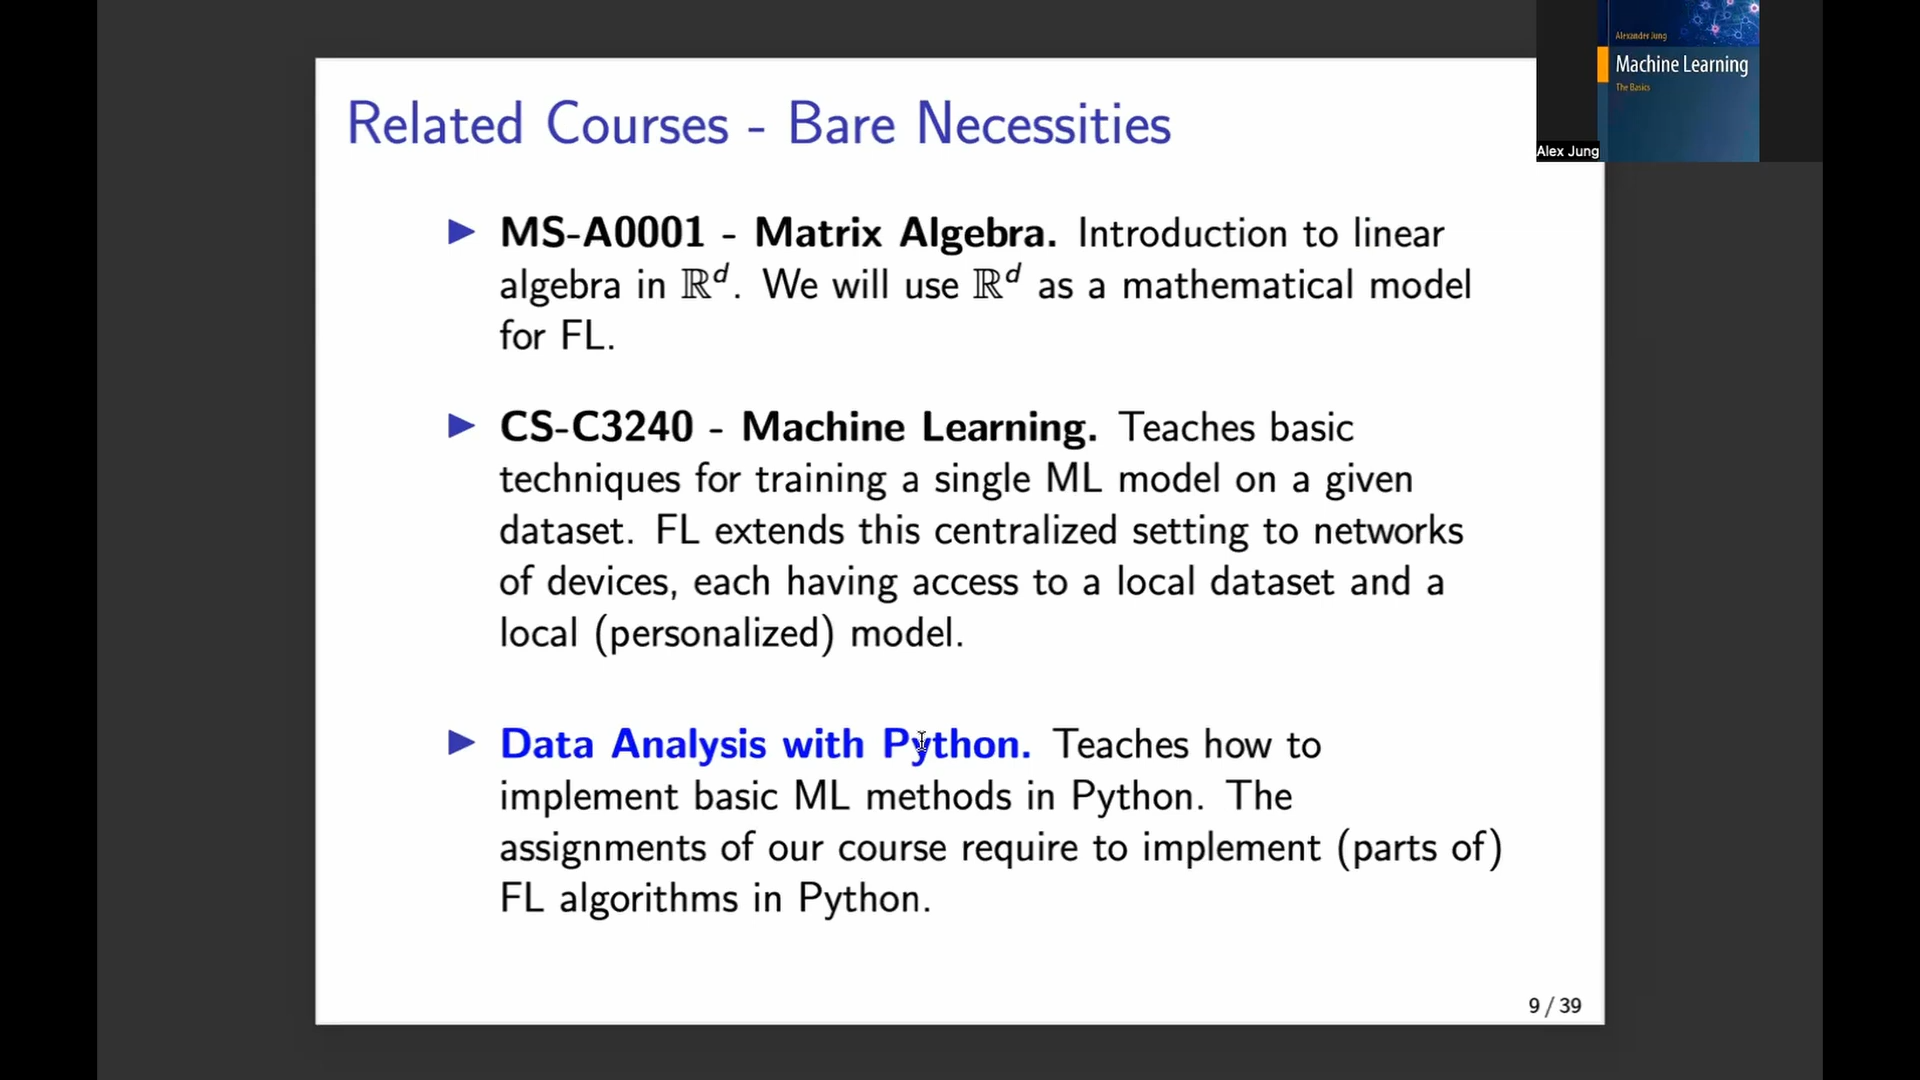 Alexander Jung
Machine Learning
The Basics
Alex Jung
Related Courses - Bare Necessities
▶ MS-A0001 - Matrix Algebra. Introduction to linear
algebra in ℝᵈ. We will use ℝᵈ as a mathematical model
for FL.
▶ CS-C3240 - Machine Learning. Teaches basic
techniques for training a single ML model on a given
dataset. FL extends this centralized setting to networks
of devices, each having access to a local dataset and a
local (personalized) model.
▶ Data Analysis with Python. Teaches how to
implement basic ML methods in Python. The
assignments of our course require to implement (parts of)
FL algorithms in Python.
9 / 39